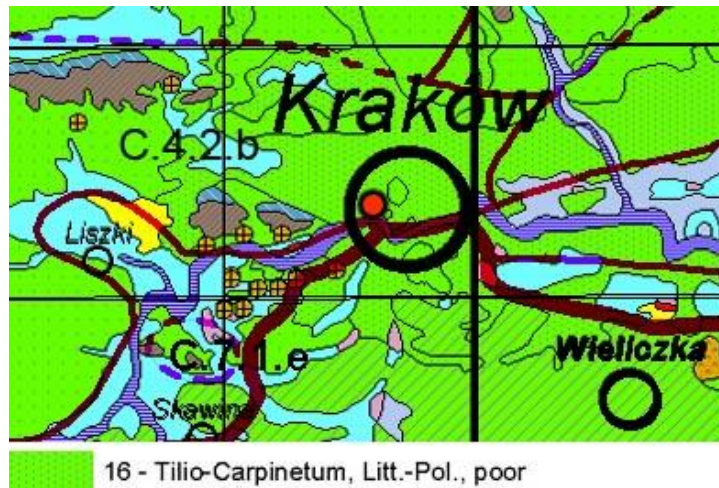 Kraków
C.4.2.b
Liszki
C.7.1.e
Wieliczka
Skawina
16 - Tilio-Carpinetum, Litt.-Pol., poor